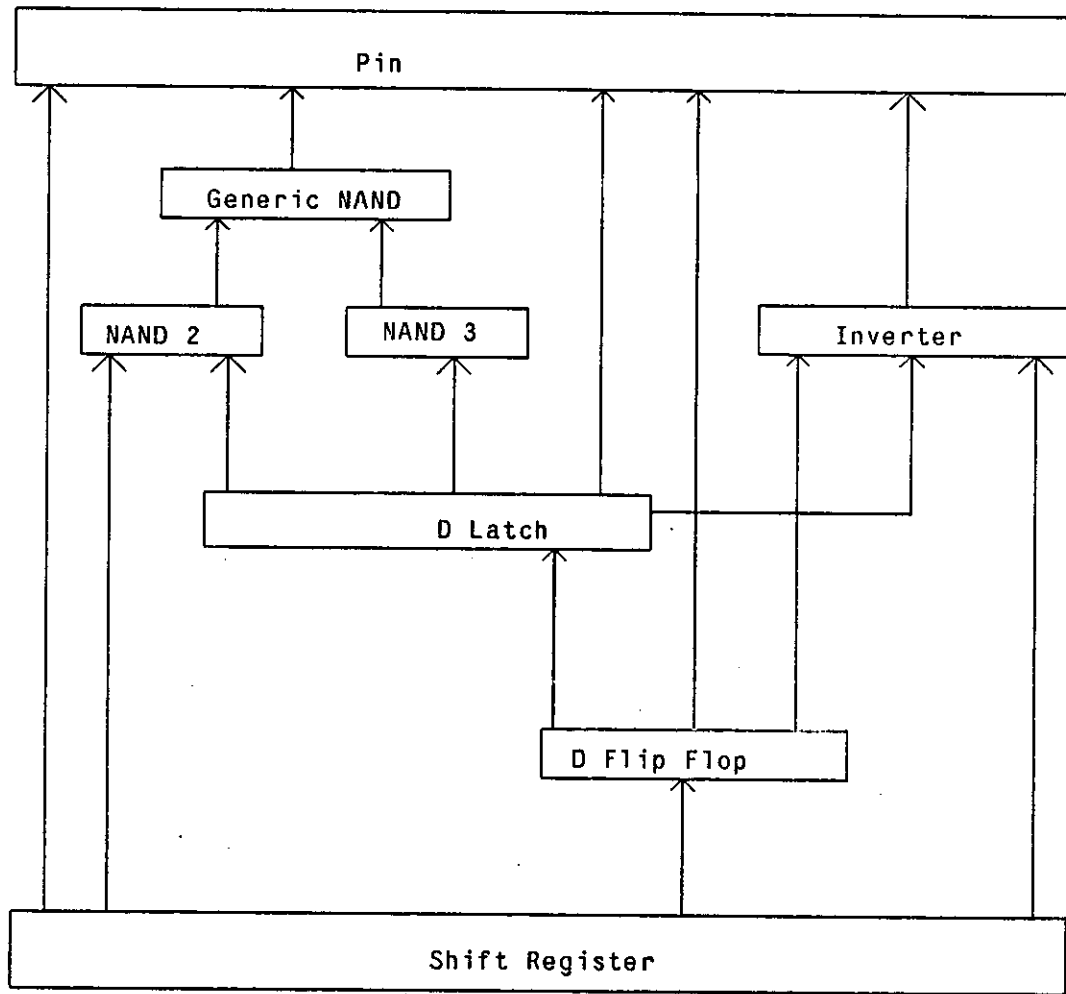 Pin
Generic NAND
NAND 2
NAND 3
Inverter
D Latch
D Flip Flop
Shift Register